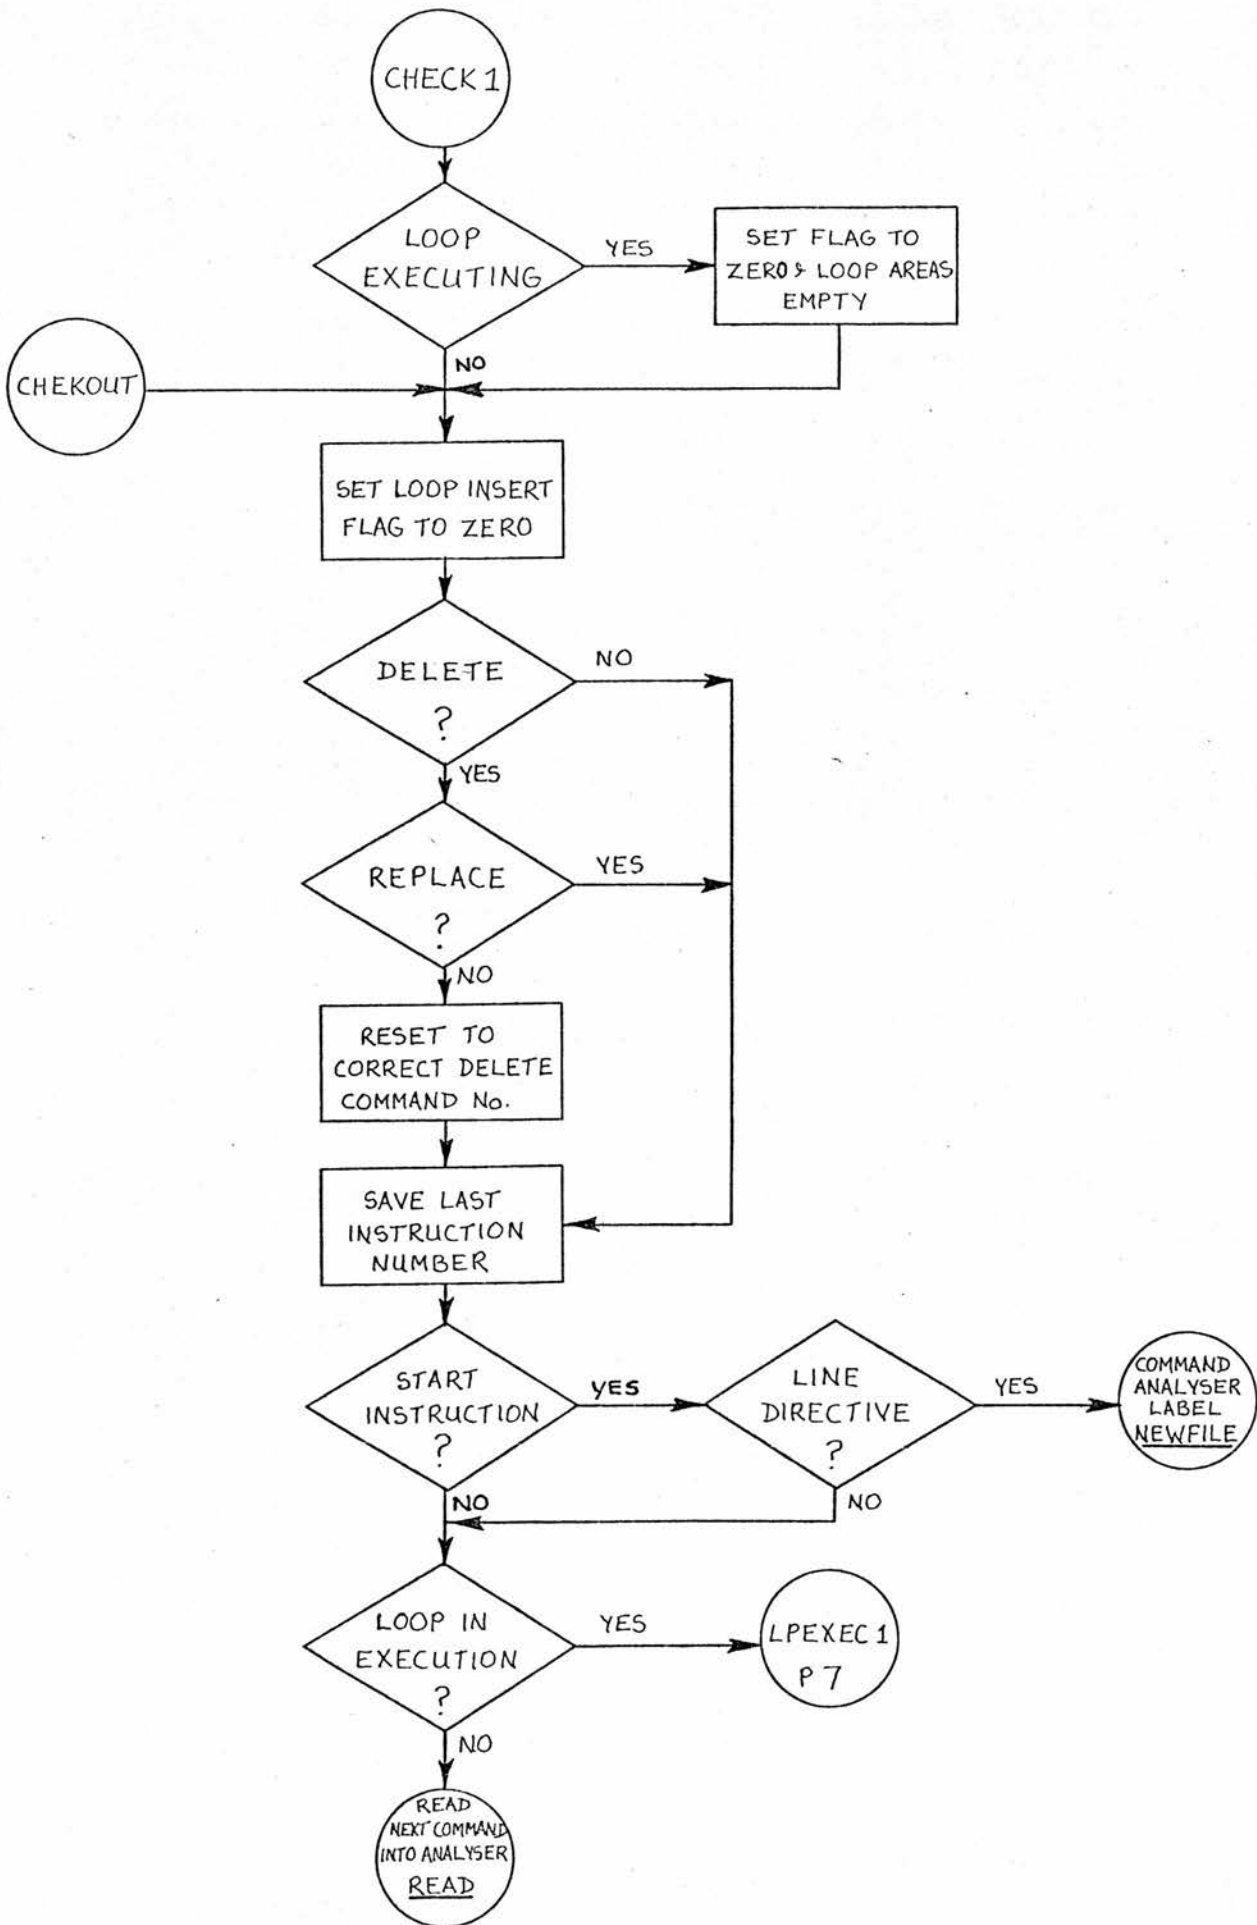 CHECK 1
LOOP
EXECUTING
YES
SET FLAG TO
ZERO & LOOP AREAS
EMPTY
NO
CHEKOUT
SET LOOP INSERT
FLAG TO ZERO
DELETE
?
NO
YES
REPLACE
?
YES
NO
RESET TO
CORRECT DELETE
COMMAND No.
SAVE LAST
INSTRUCTION
NUMBER
START
INSTRUCTION
?
YES
LINE
DIRECTIVE
?
YES
COMMAND
ANALYSER
LABEL
NEWFILE
NO
NO
LOOP IN
EXECUTION
?
YES
LPEXEC 1
P 7
NO
READ
NEXT COMMAND
INTO ANALYSER
READ